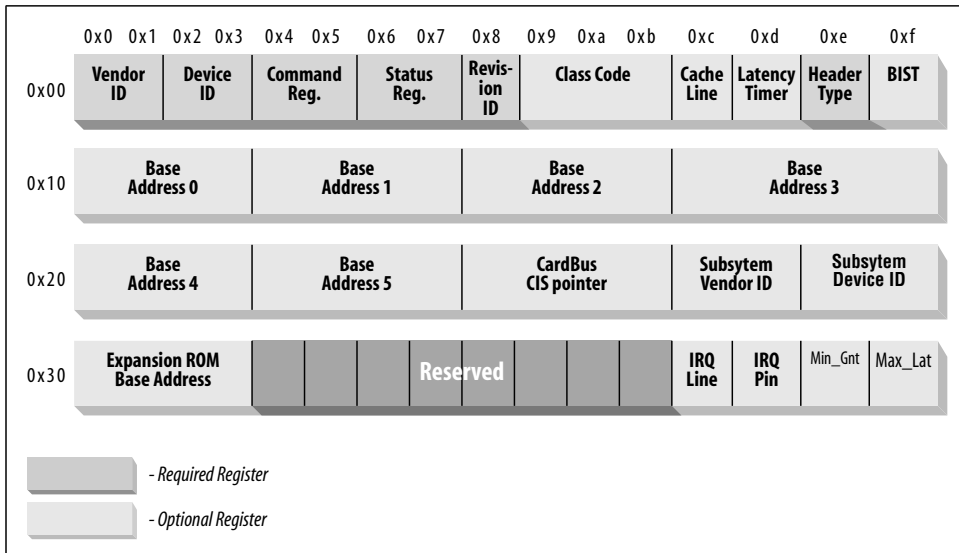 0x0 0x1 0x2 0x3 0x4 0x5 0x6 0x7 0x8 0x9 0xa 0xb 0xc 0xd 0xe 0xf
0x00
Vendor
ID
Device
ID
Command
Reg.
Status
Reg.
Revis-
ion
ID
Class Code
Cache
Line
Latency
Timer
Header
Type
BIST
0x10
Base
Address 0
Base
Address 1
Base
Address 2
Base
Address 3
0x20
Base
Address 4
Base
Address 5
CardBus
CIS pointer
Subsytem
Vendor ID
Subsytem
Device ID
0x30
Expansion ROM
Base Address
Reserved
IRQ
Line
IRQ
Pin
Min_Gnt
Max_Lat
- Required Register
- Optional Register